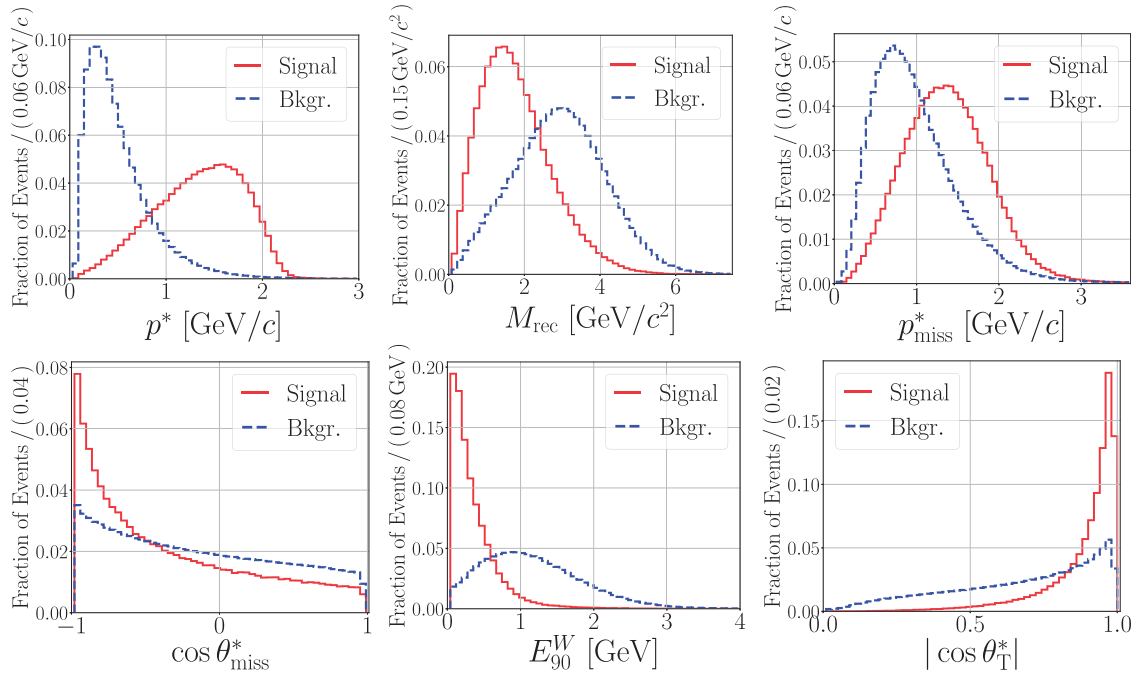 Fraction of Events / (0.06 GeV/c)
0.10
0.08
0.06
0.04
0.02
0.00
Signal
Bkgr.
0 1 2 3
p* [GeV/c]
Fraction of Events / (0.15 GeV/c²)
0.06
0.04
0.02
0.00
Signal
Bkgr.
0 2 4 6
M_rec [GeV/c²]
Fraction of Events / (0.06 GeV/c)
0.05
0.04
0.03
0.02
0.01
0.00
Signal
Bkgr.
0 1 2 3
p*_miss [GeV/c]
Fraction of Events / (0.04)
0.08
0.06
0.04
0.02
0.00
Signal
Bkgr.
−1 0 1
cos θ*_miss
Fraction of Events / (0.08 GeV)
0.20
0.15
0.10
0.05
0.00
Signal
Bkgr.
0 1 2 3 4
E^W_90 [GeV]
Fraction of Events / (0.02)
0.15
0.10
0.05
0.00
Signal
Bkgr.
0.0 0.5 1.0
| cos θ*_T|